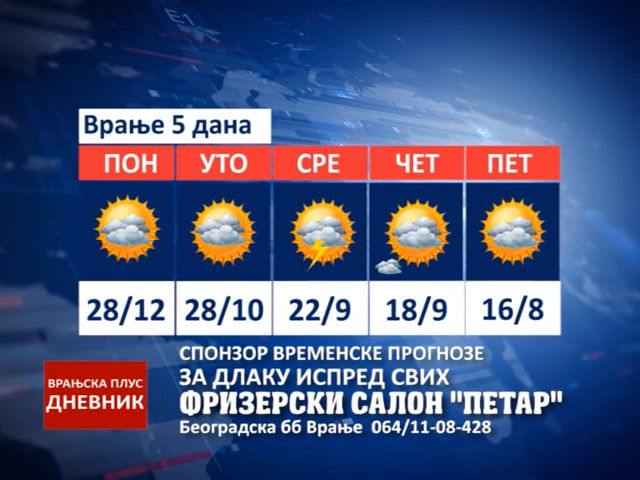 Врање 5 дана
ПОН УТО СРЕ ЧЕТ ПЕТ
28/12 28/10 22/9 18/9 16/8
ВРАЊСКА ПЛУС
ДНЕВНИК
СПОНЗОР ВРЕМЕНСКЕ ПРОГНОЗЕ
ЗА ДЛАКУ ИСПРЕД СВИХ
ФРИЗЕРСКИ САЛОН "ПЕТАР"
Београдска бб Врање 064/11-08-428